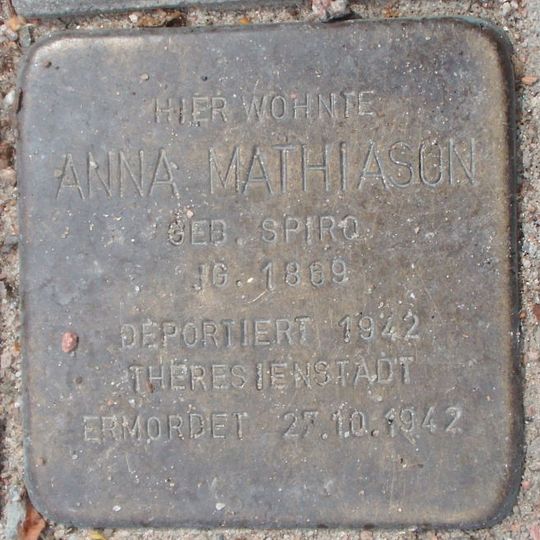 HIER WOHNTE
ANNA MATHIASON
GEB. SPIRO
JG. 1869
DEPORTIERT 1942
THERESIENSTADT
ERMORDET 27.10.1942